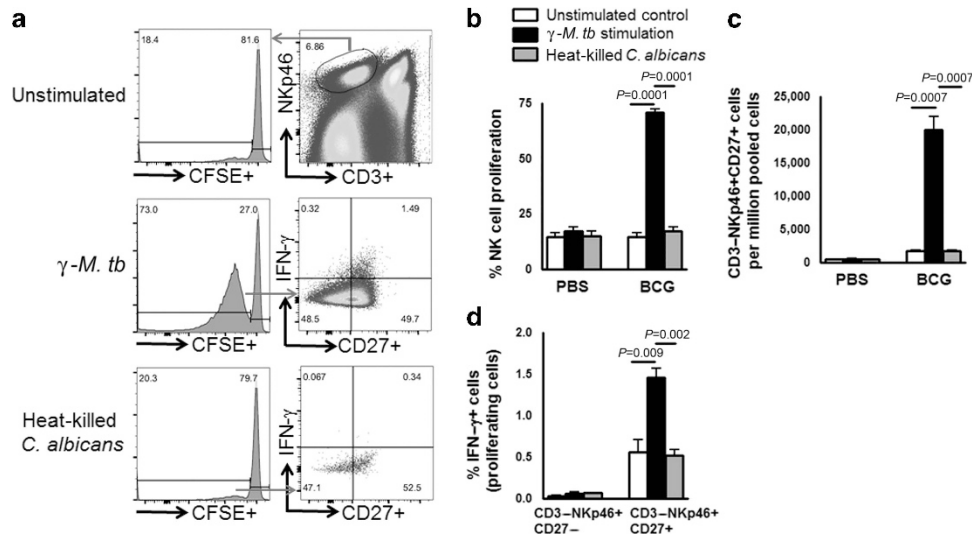 a
Unstimulated
18.4 81.6
CFSE+
6.86
NKp46
CD3+
γ-M. tb
73.0 27.0
CFSE+
0.32 1.49
IFN-γ
48.5 49.7
CD27+
Heat-killed
C. albicans
20.3 79.7
CFSE+
0.067 0.34
IFN-γ
47.1 52.5
CD27+
b
Unstimulated control
γ-M. tb stimulation
Heat-killed C. albicans
P=0.0001
P=0.0001
% NK cell proliferation
75
50
25
0
PBS BCG
c
P=0.0007
P=0.0007
CD3–NKp46+CD27+ cells
per million pooled cells
25,000
20,000
15,000
10,000
5,000
0
PBS BCG
d
P=0.002
P=0.009
% IFN–γ+ cells
(proliferating cells)
2.0
1.5
1.0
0.5
0.0
CD3–NKp46+ CD3–NKp46+
CD27– CD27+